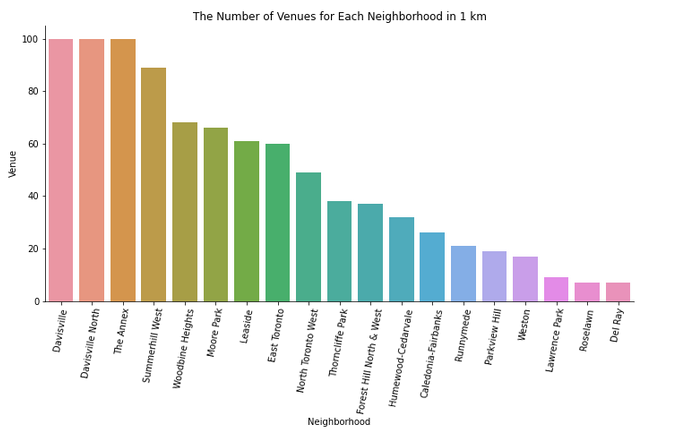 The Number of Venues for Each Neighborhood in 1 km
100
80
60
40
20
0
Venue
Davisville
Davisville North
The Annex
Summerhill West
Woodbine Heights
Moore Park
Leaside
East Toronto
North Toronto West
Thorncliffe Park
Forest Hill North & West
Humewood-Cedarvale
Caledonia-Fairbanks
Runnymede
Parkview Hill
Weston
Lawrence Park
Roselawn
Del Ray
Neighborhood